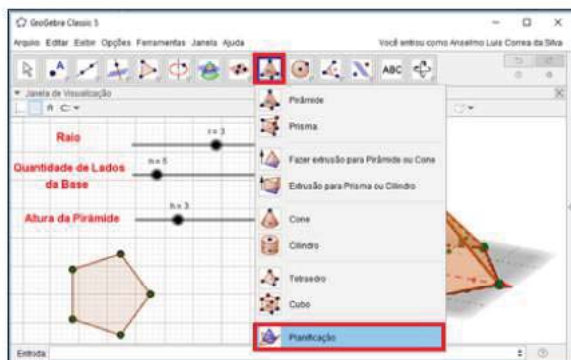 GeoGebra Classic 5
Arquivo Editar Exibir Opções Ferramentas Janela Ajuda
Você entrou como Anselmo Luis Correa da Silva
ABC
Janela de Visualização
r = 3
Raio
n = 5
Quantidade de Lados
da Base
h = 3
Altura da Pirâmide
Pirâmide
Prisma
Fazer extrusão para Pirâmide ou Cone
Extrusão para Prisma ou Cilindro
Cone
Cilindro
Tetraedro
Cubo
Planificação
Entrada